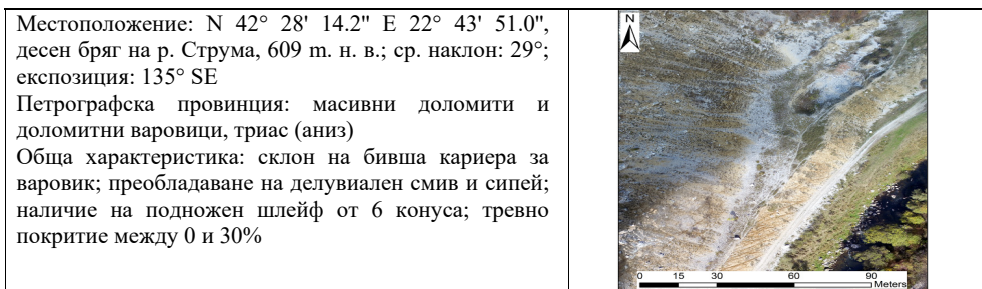 Местоположение: N 42° 28' 14.2" E 22° 43' 51.0",
десен бряг на р. Струма, 609 m. н. в.; ср. наклон: 29°;
експозиция: 135° SE
Петрографска провинция: масивни доломити и
доломитни варовици, триас (аниз)
Обща характеристика: склон на бивша кариера за
варовик; преобладаване на делувиален смив и сипей;
наличие на подножен шлейф от 6 конуса; тревно
покритие между 0 и 30%
N
0 15 30 60 90
Meters